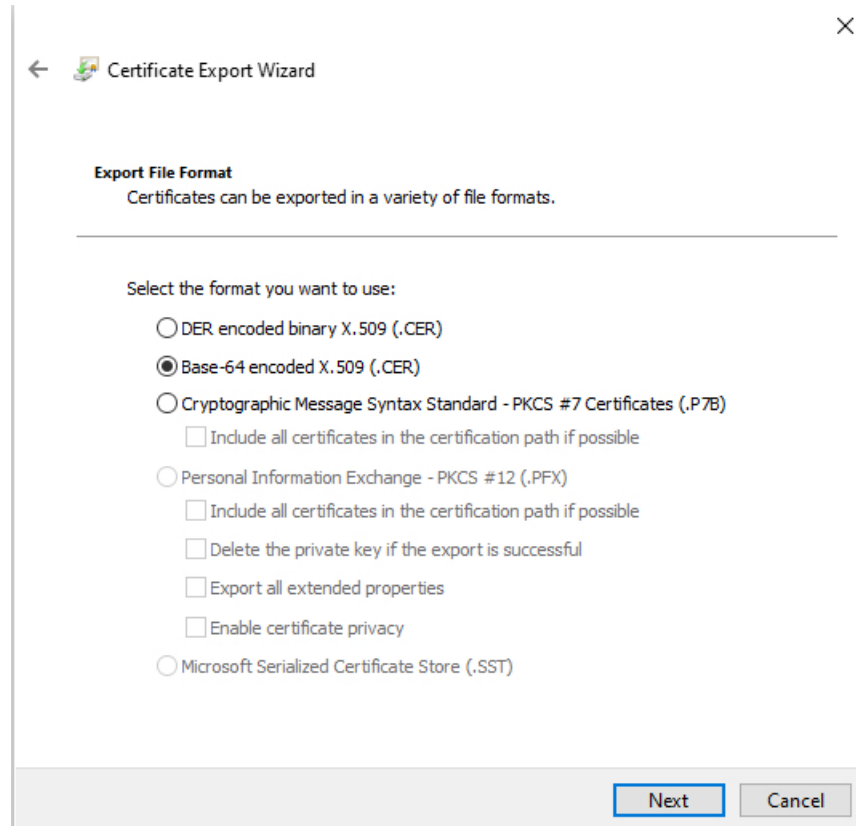 Certificate Export Wizard
Export File Format
Certificates can be exported in a variety of file formats.
Select the format you want to use:
DER encoded binary X.509 (.CER)
Base-64 encoded X.509 (.CER)
Cryptographic Message Syntax Standard - PKCS #7 Certificates (.P7B)
Include all certificates in the certification path if possible
Personal Information Exchange - PKCS #12 (.PFX)
Include all certificates in the certification path if possible
Delete the private key if the export is successful
Export all extended properties
Enable certificate privacy
Microsoft Serialized Certificate Store (.SST)
Next Cancel